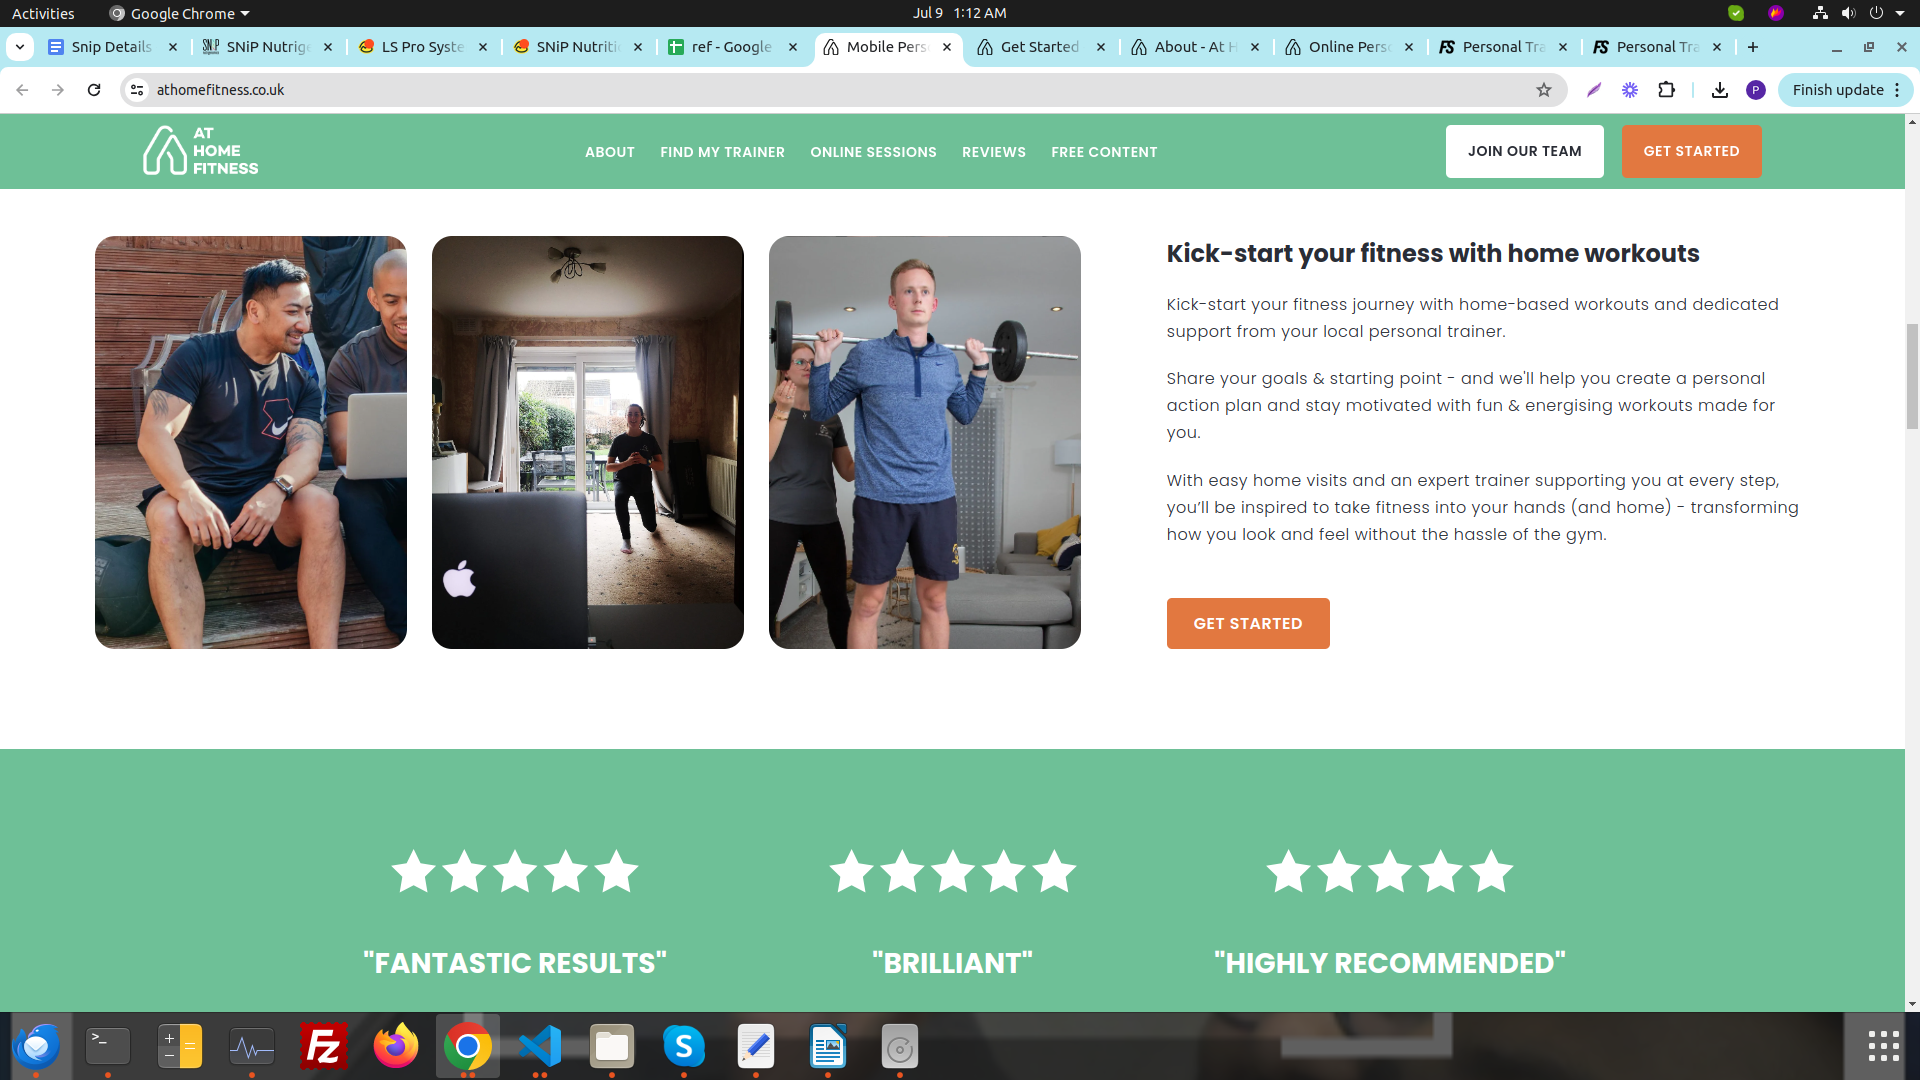 Activities
Google Chrome
Jul 9 1:12 AM
Snip Details
SNiP Nutrige
LS Pro Syste
SNiP Nutriti
ref - Google
Mobile Pers
Get Started
About - At H
Online Pers
Personal Tra
Personal Tra
athomefitness.co.uk
P
Finish update
AT
HOME
FITNESS
ABOUT
FIND MY TRAINER
ONLINE SESSIONS
REVIEWS
FREE CONTENT
JOIN OUR TEAM
GET STARTED
Kick-start your fitness with home workouts
Kick-start your fitness journey with home-based workouts and dedicated
support from your local personal trainer.
Share your goals & starting point - and we'll help you create a personal
action plan and stay motivated with fun & energising workouts made for
you.
With easy home visits and an expert trainer supporting you at every step,
you’ll be inspired to take fitness into your hands (and home) - transforming
how you look and feel without the hassle of the gym.
GET STARTED
"FANTASTIC RESULTS"
"BRILLIANT"
"HIGHLY RECOMMENDED"